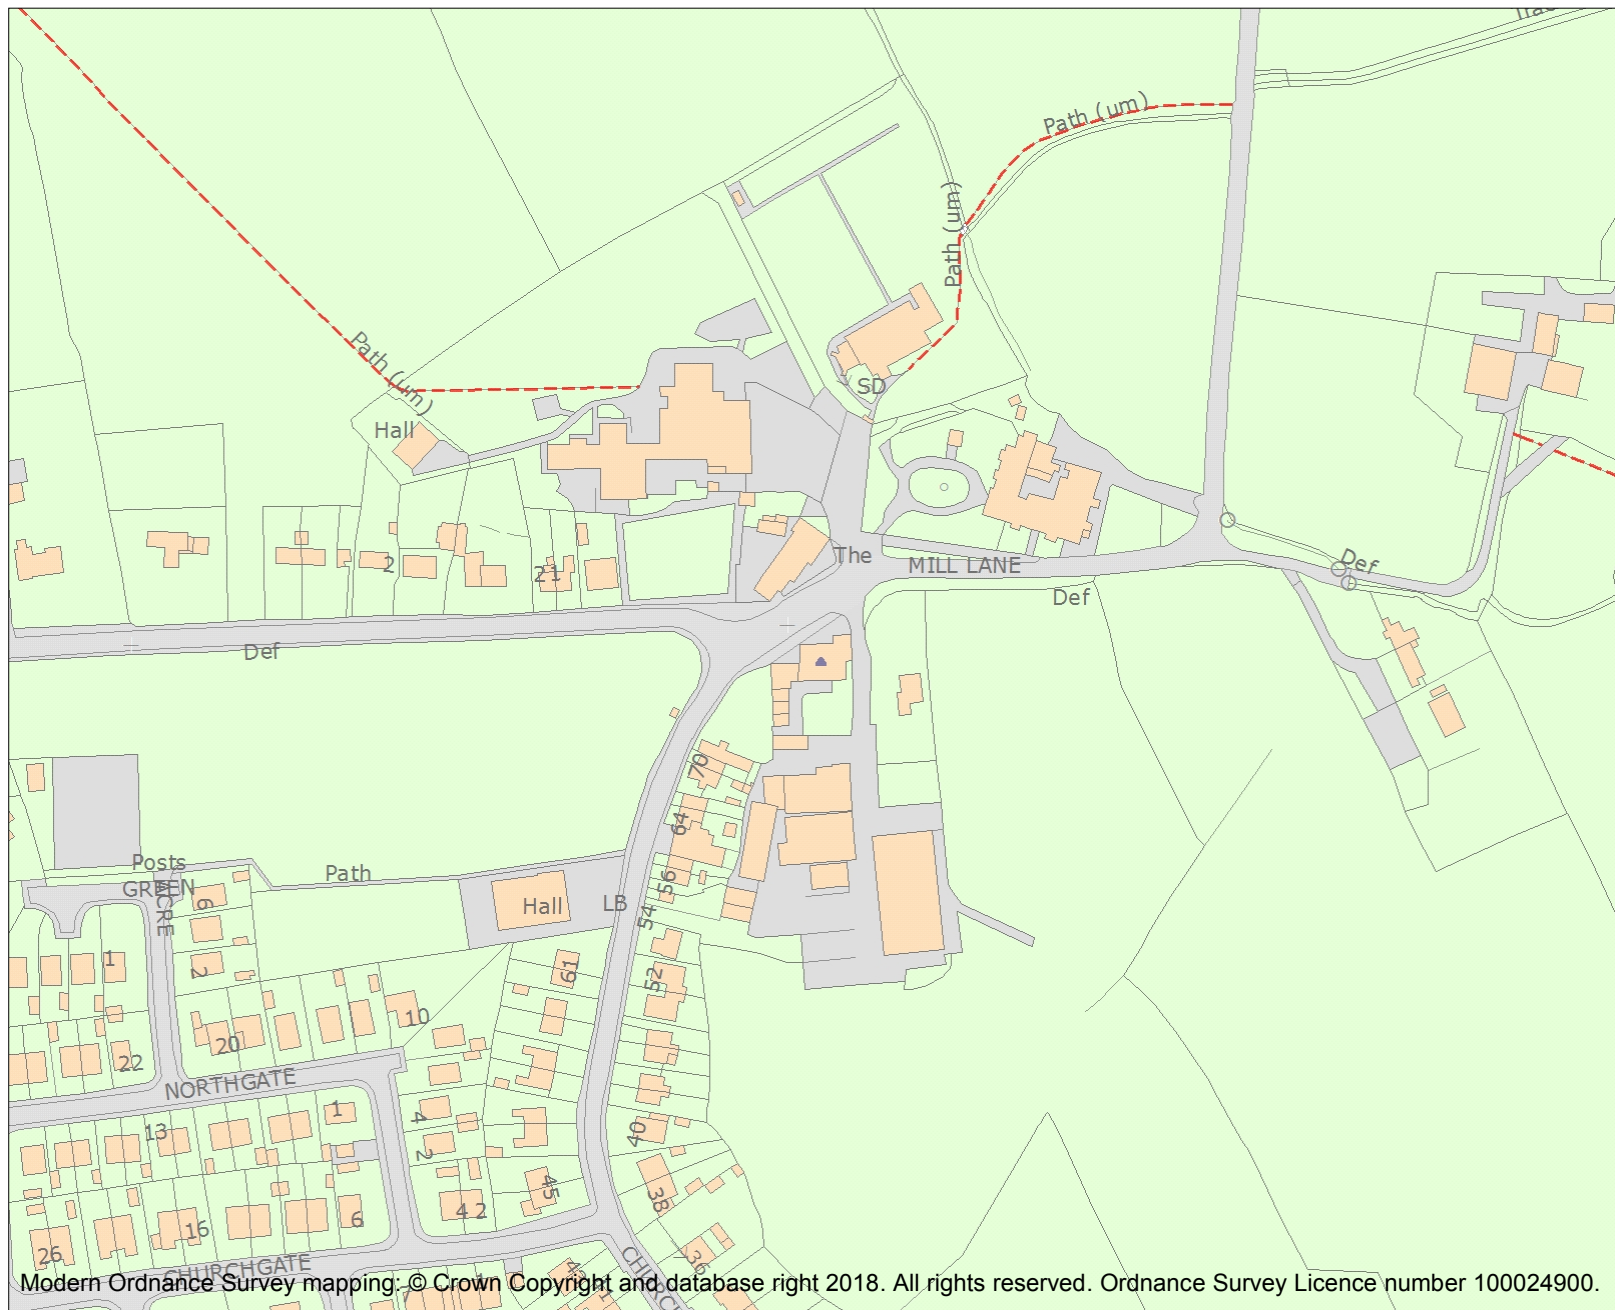 Path (um)
Path (um)
Path (um)
SD
Hall
The
MILL LANE
Def
Def
Def
2
21
70
64
56
54
52
Posts
GREEN
ACRE
Path
Hall
LB
6
2
1
61
10
20
22
NORTHGATE
1
13
4
2
40
45
38
4 2
16
6
26
36
CHURCHGATE
Modern Ordnance Survey mapping: © Crown Copyright and database right 2018. All rights reserved. Ordnance Survey Licence number 100024900.